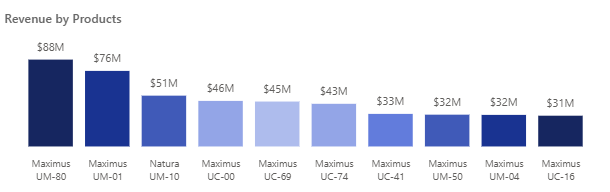 Revenue by Products
$88M
$76M
$51M
$46M
$45M
$43M
$33M
$32M
$32M
$31M
Maximus
UM-80
Maximus
UM-01
Natura
UM-10
Maximus
UC-00
Maximus
UC-69
Maximus
UC-74
Maximus
UC-41
Maximus
UM-50
Maximus
UM-04
Maximus
UC-16